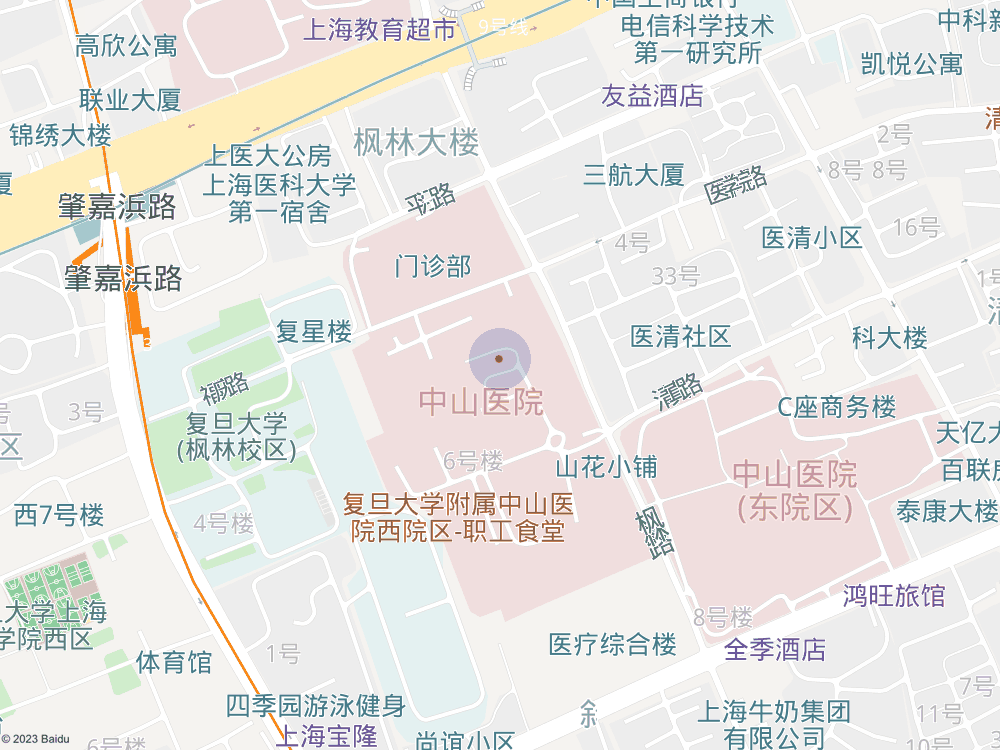 上海教育超市
9号线
电信科学技术
第一研究所
高欣公寓
凯悦公寓
联业大厦
友益酒店
锦绣大楼
枫林大楼
2号
上医大公房
上海医科大学
第一宿舍
三航大厦
8号 8号
医学院路
厦
平江路
肇嘉浜路
4号
医清小区
16号
门诊部
33号
肇嘉浜路
复星楼
医清社区
科大楼
3号
中山医院
清真路
C座商务楼
复旦大学
(枫林校区)
天亿大
区
6号楼
山花小铺
中山医院
(东院区)
百联房
西7号楼
4号楼
复旦大学附属中山医
院西院区-职工食堂
枫林路
泰康大楼
大学上海
学院西区
鸿旺旅馆
8号楼
医疗综合楼
全季酒店
1号
体育馆
7号
四季园游泳健身
上海宝隆
斜
上海牛奶集团
有限公司
11号
尚谊小区
6号楼
10号
© 2023 Baidu